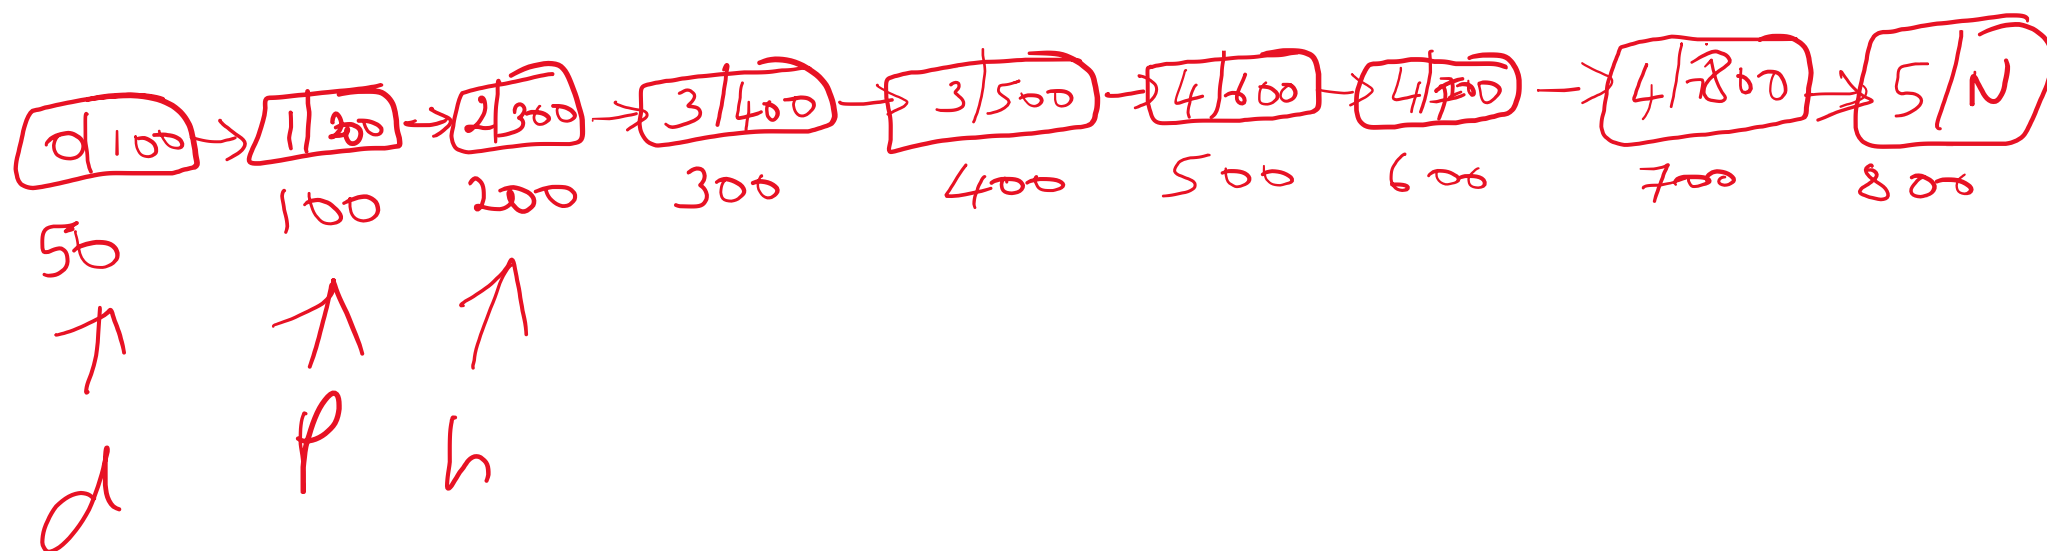 0 | 100 → 1 | 200 → 2 | 300 → 3 | 400 → 3 | 500 → 4 | 600 → 4 | 700 → 4 | 800 → 5 | N
50 100 200 300 400 500 600 700 800
d p h